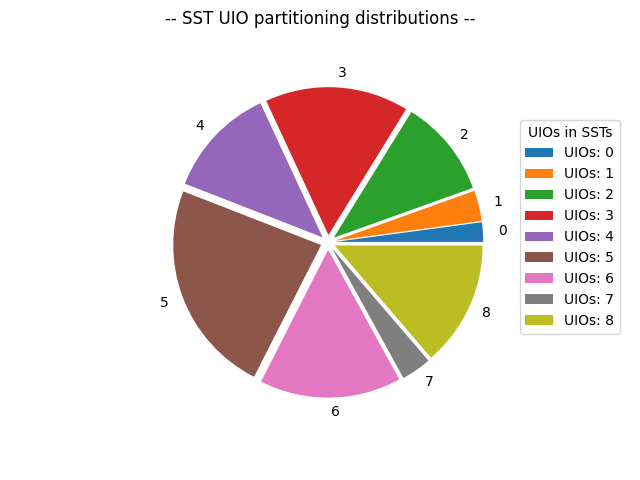 -- SST UIO partitioning distributions --
3
4
2
1
0
5
8
7
6
UIOs in SSTs
UIOs: 0
UIOs: 1
UIOs: 2
UIOs: 3
UIOs: 4
UIOs: 5
UIOs: 6
UIOs: 7
UIOs: 8